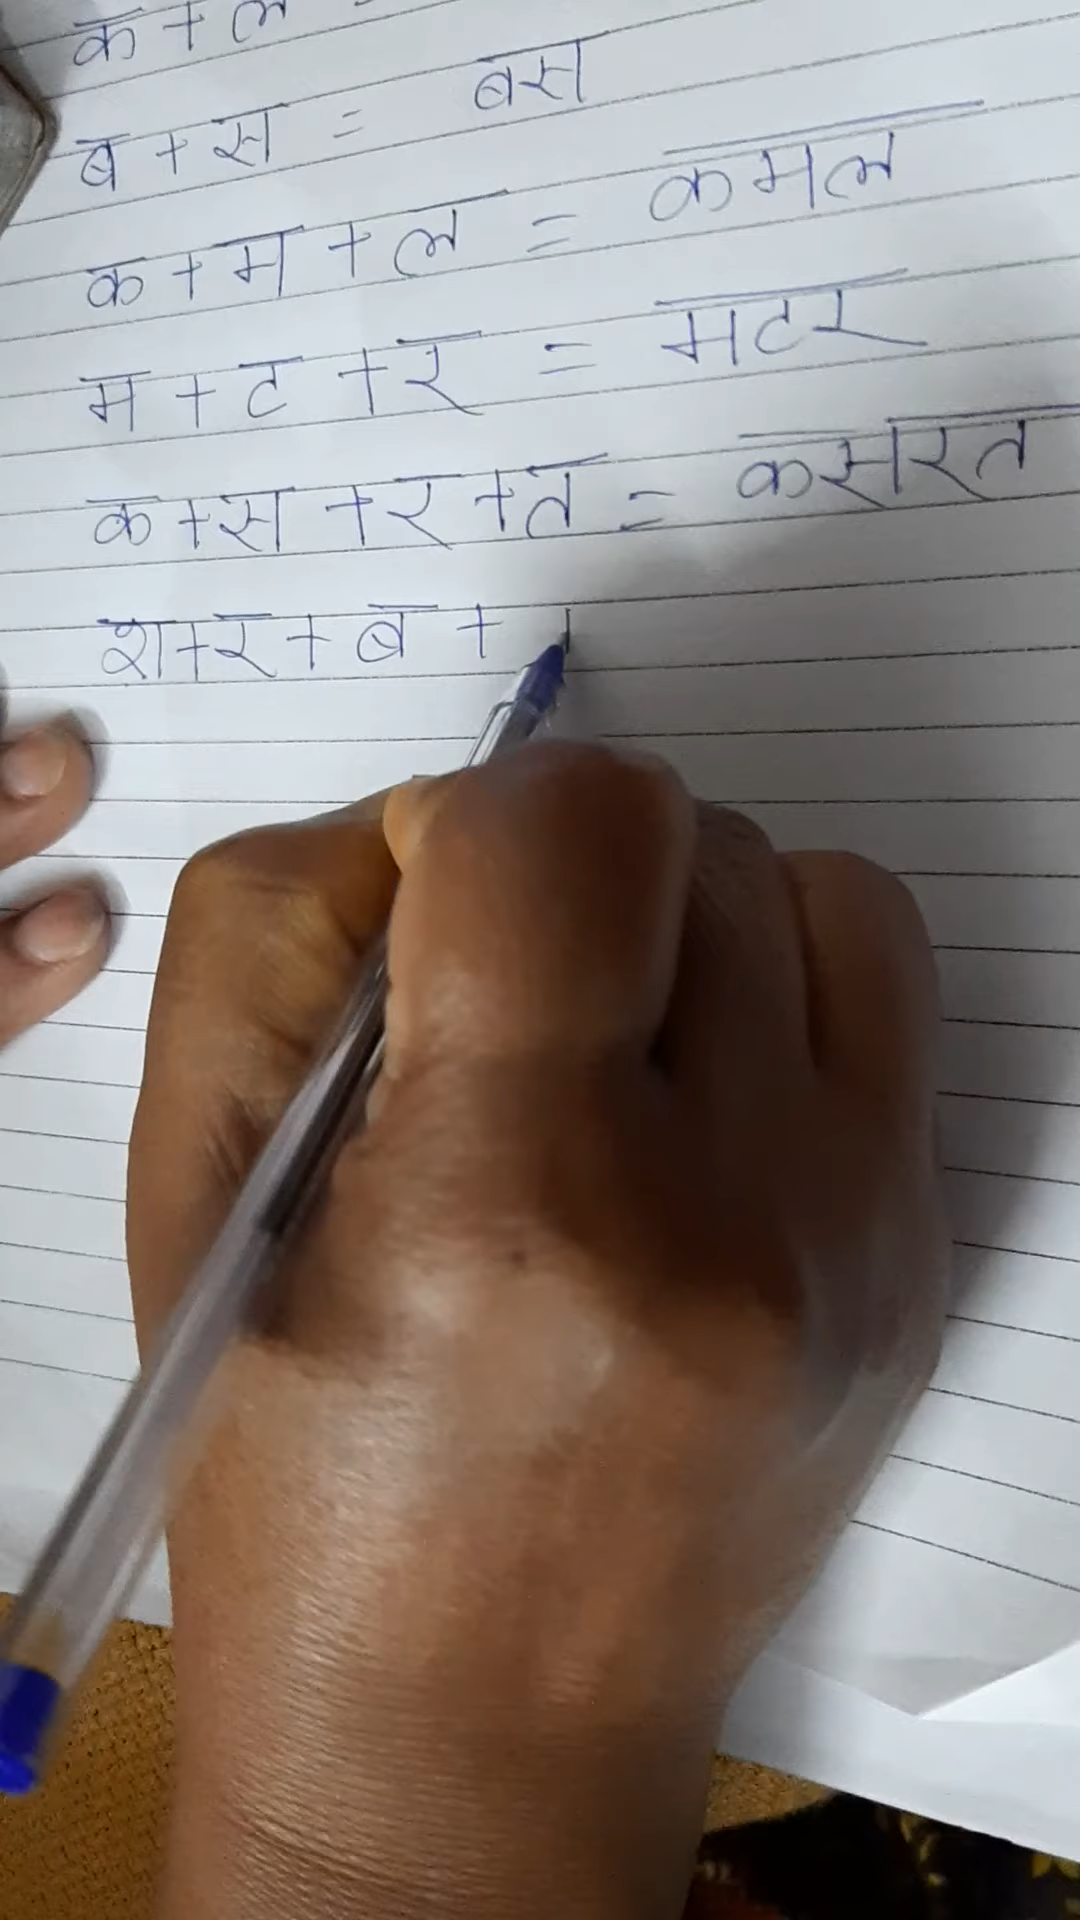 क + ल =
ब + स = बस
क + म + ल = कमल
म + ट + र = मटर
क + स + र + त = कसरत
श + र + ब +